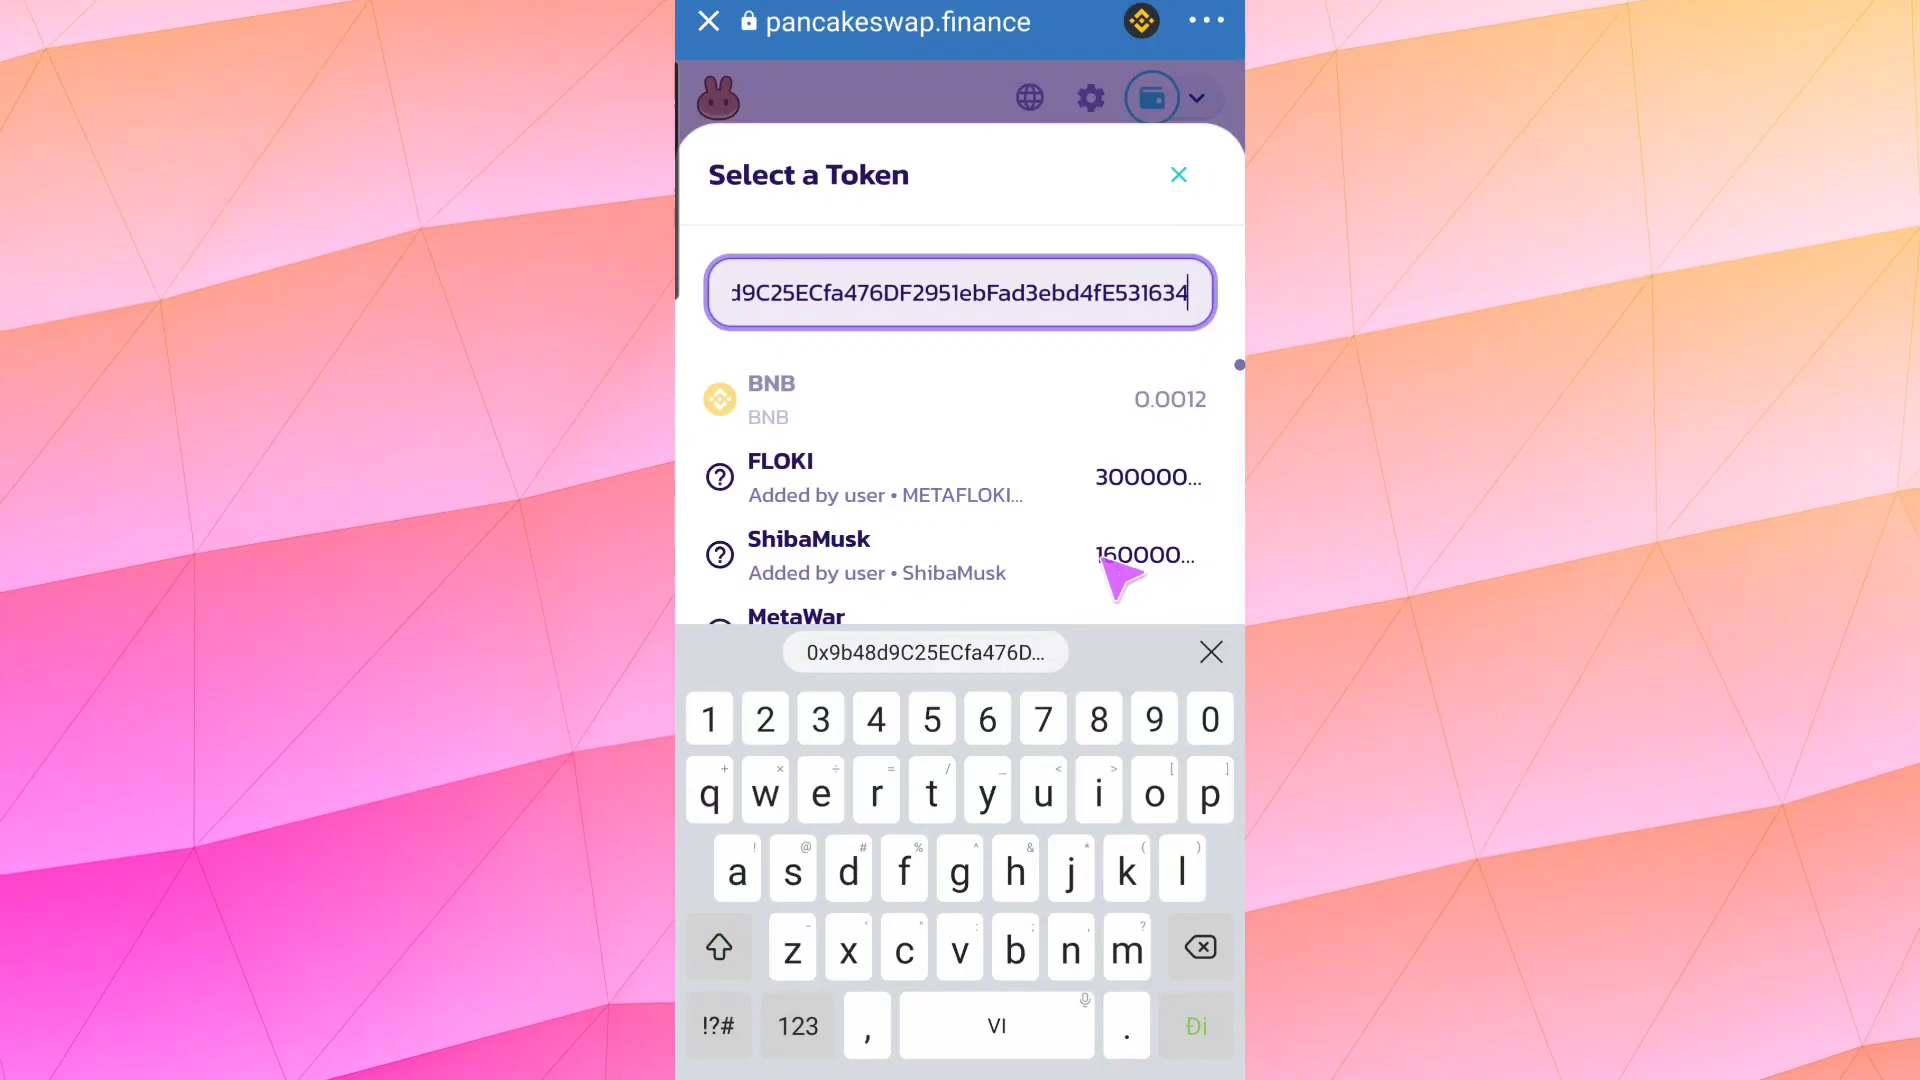 pancakeswap.finance
Select a Token
d9C25ECfa476DF2951ebFad3ebd4fE531634
BNB
BNB
0.0012
FLOKI
Added by user • METAFLOKI...
300000...
ShibaMusk
Added by user • ShibaMusk
160000...
MetaWar
0x9b48d9C25ECfa476D...
1 2 3 4 5 6 7 8 9 0
+ × ÷ = / _ < > [ ]
q w e r t y u i o p
! @ # % ^ & * ( )
a s d f g h j k l
- ' " : ; , ?
z x c v b n m
!?# 123 , VI . Đi